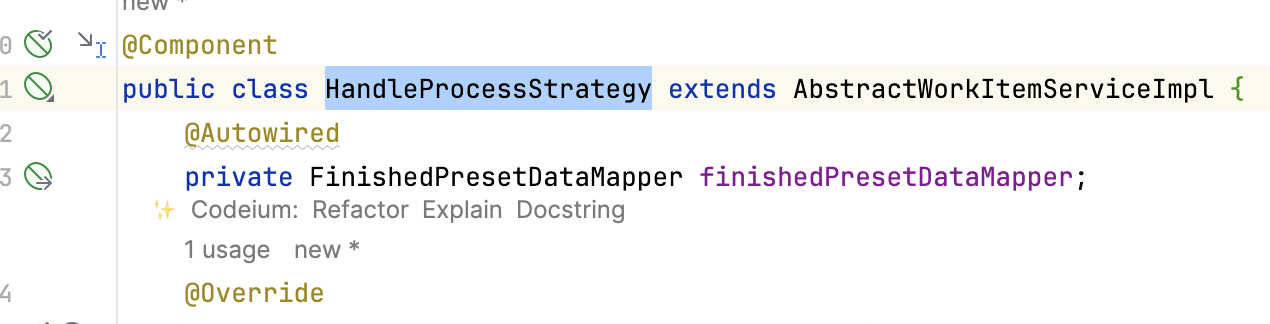 new *
0 @Component
1 public class HandleProcessStrategy extends AbstractWorkItemServiceImpl {
2 @Autowired
3 private FinishedPresetDataMapper finishedPresetDataMapper;
✨ Codeium: Refactor Explain Docstring
1 usage new *
4 @Override